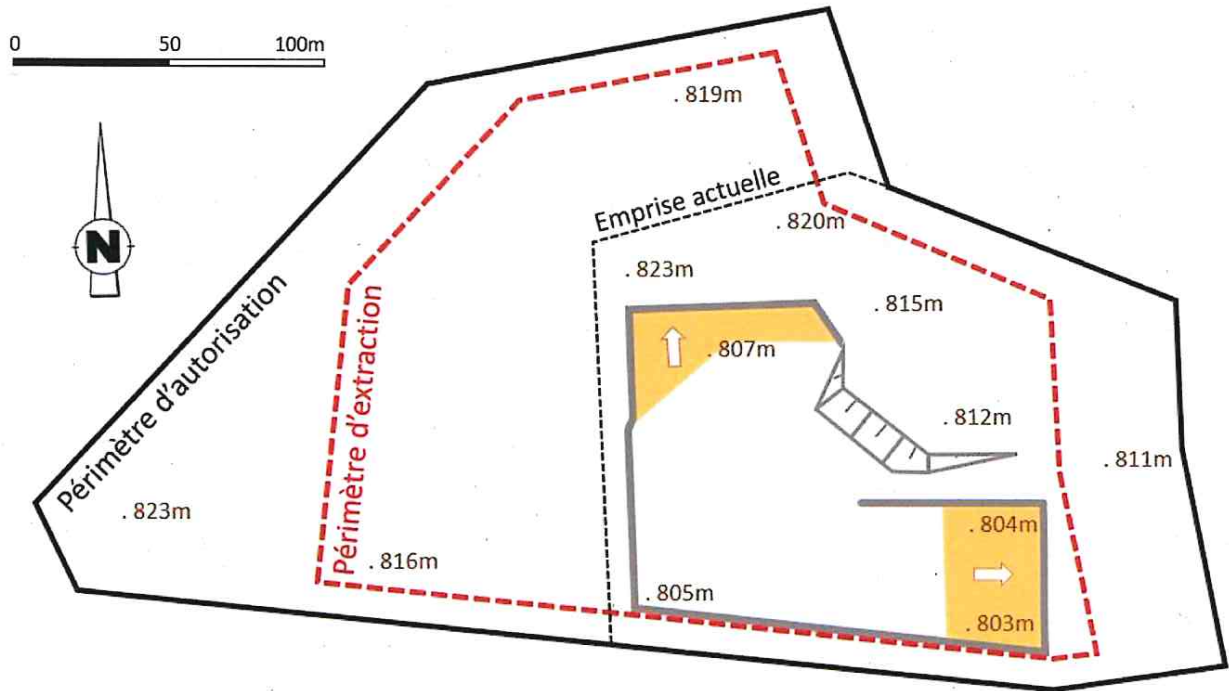 0 50 100m
N
. 819m
Emprise actuelle
. 820m
. 823m
. 815m
. 807m
Périmètre d'autorisation
Périmètre d'extraction
. 812m
. 811m
. 823m
. 804m
. 816m
. 805m
. 803m